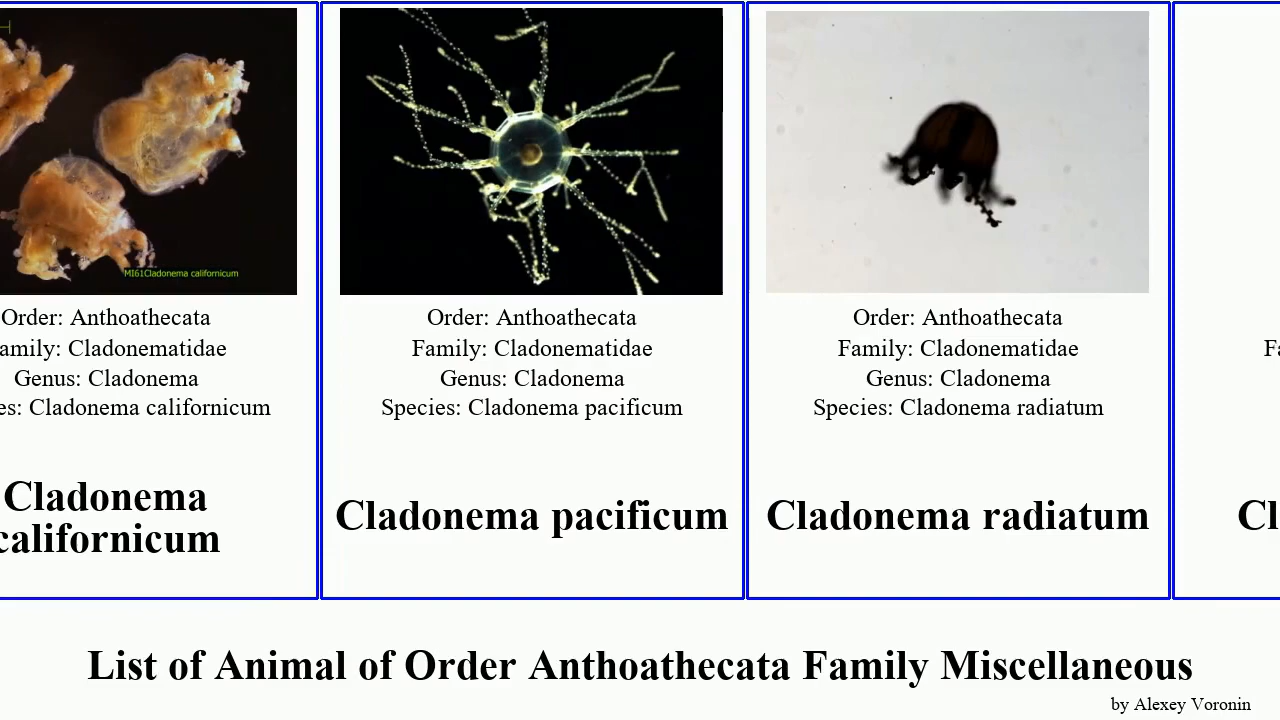 MI61Cladonema californicum
Order: Anthoathecata
amily: Cladonematidae
Genus: Cladonema
es: Cladonema californicum
Cladonema
californicum
Order: Anthoathecata
Family: Cladonematidae
Genus: Cladonema
Species: Cladonema pacificum
Cladonema pacificum
Order: Anthoathecata
Family: Cladonematidae
Genus: Cladonema
Species: Cladonema radiatum
Cladonema radiatum
Fa
Cl
List of Animal of Order Anthoathecata Family Miscellaneous
by Alexey Voronin